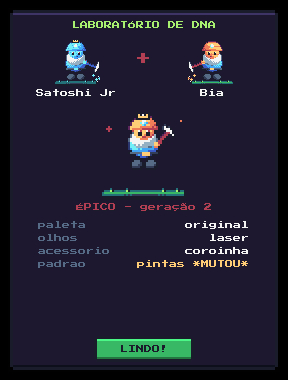 LABORATóRIO DE DNA
+
Satoshi Jr Bia
éPICO - geração 2
paleta original
olhos laser
acessorio coroinha
padrao pintas *MUTOU*
LINDO!